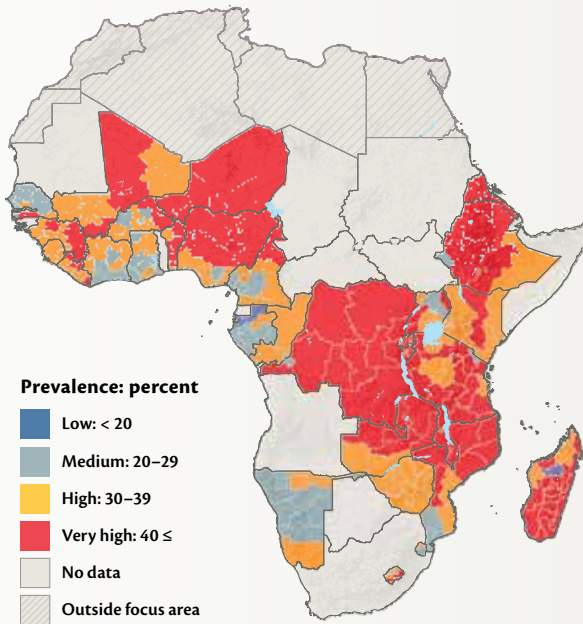 Prevalence: percent
Low: < 20
Medium: 20–29
High: 30–39
Very high: 40 ≤
No data
Outside focus area